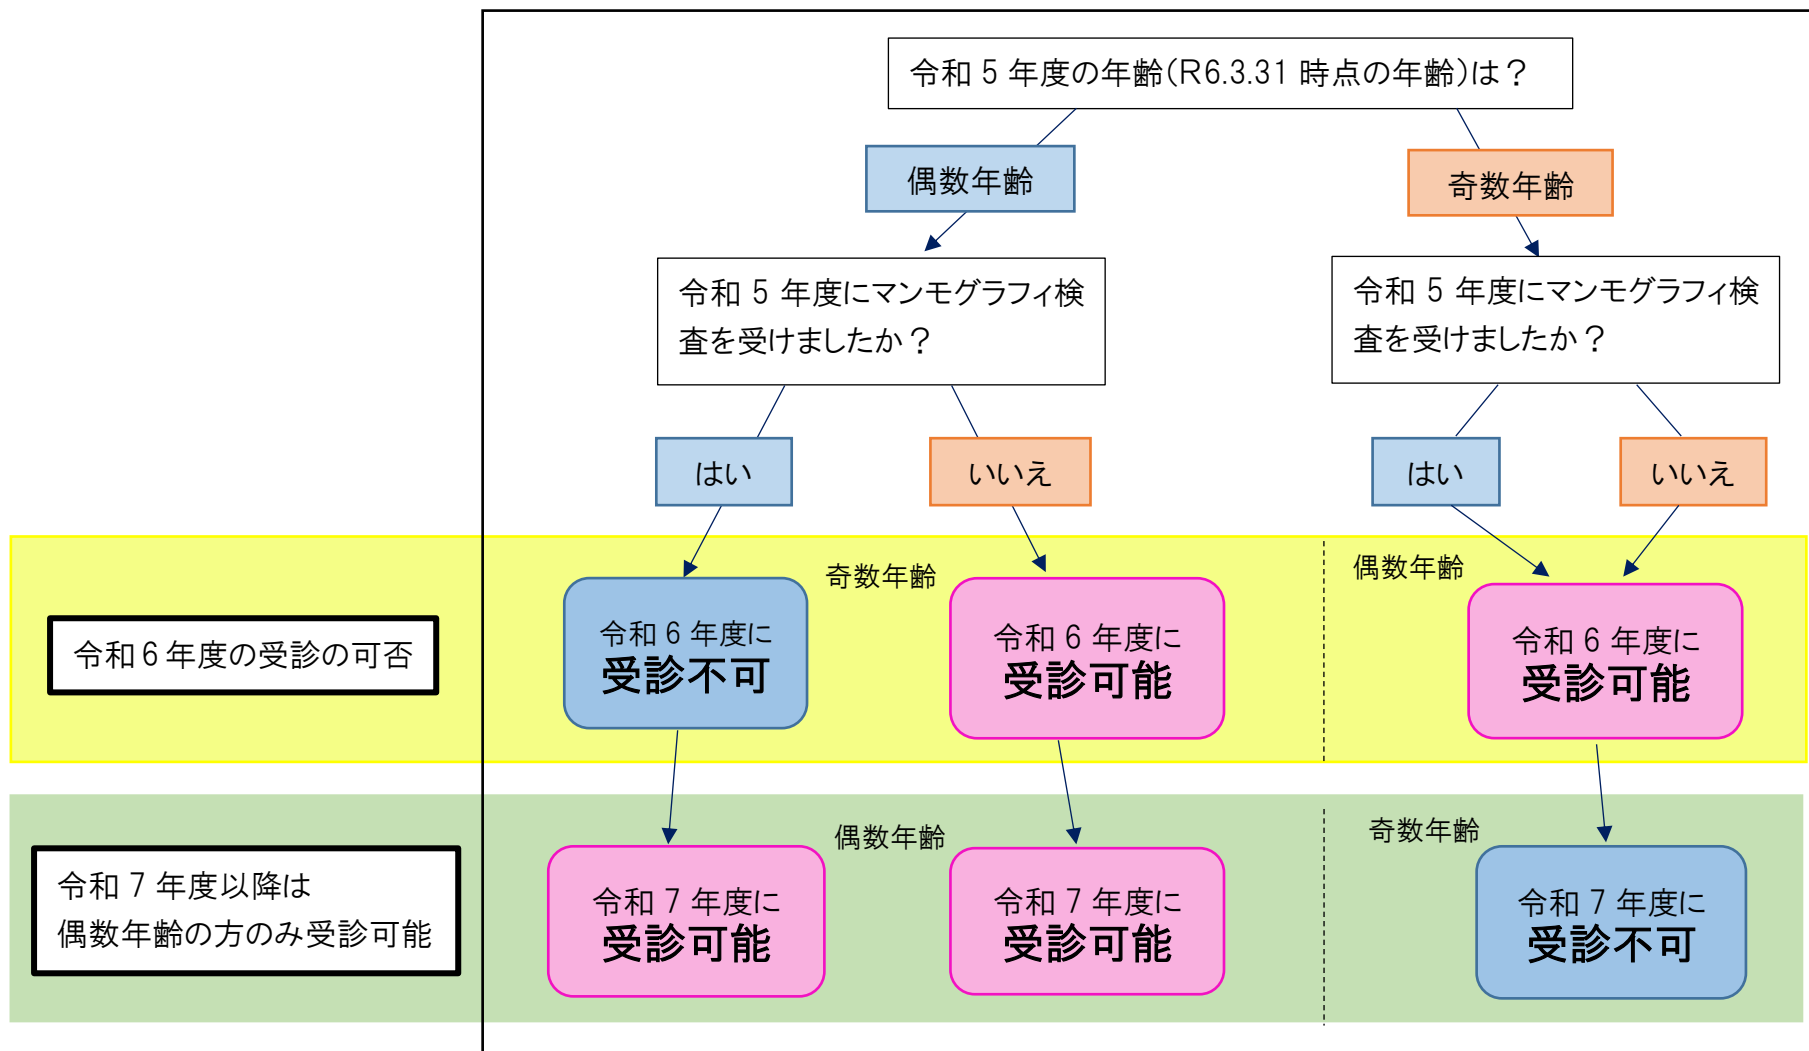 令和 5 年度の年齢(R6.3.31 時点の年齢)は？
偶数年齢
奇数年齢
令和 5 年度にマンモグラフィ検
査を受けましたか？
令和 5 年度にマンモグラフィ検
査を受けましたか？
はい
いいえ
はい
いいえ
令和 6 年度の受診の可否
奇数年齢
偶数年齢
令和 6 年度に
受診不可
令和 6 年度に
受診可能
令和 6 年度に
受診可能
令和 7 年度以降は
偶数年齢の方のみ受診可能
偶数年齢
奇数年齢
令和 7 年度に
受診可能
令和 7 年度に
受診可能
令和 7 年度に
受診不可